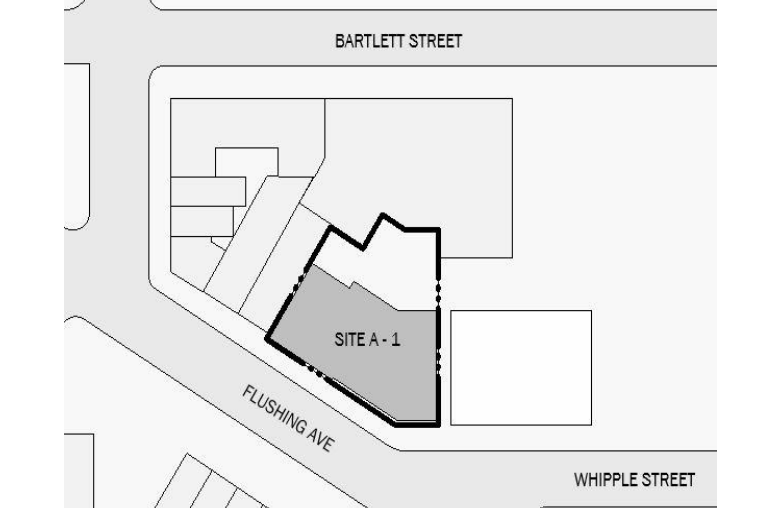 BARTLETT STREET
SITE A - 1
FLUSHING AVE
WHIPPLE STREET